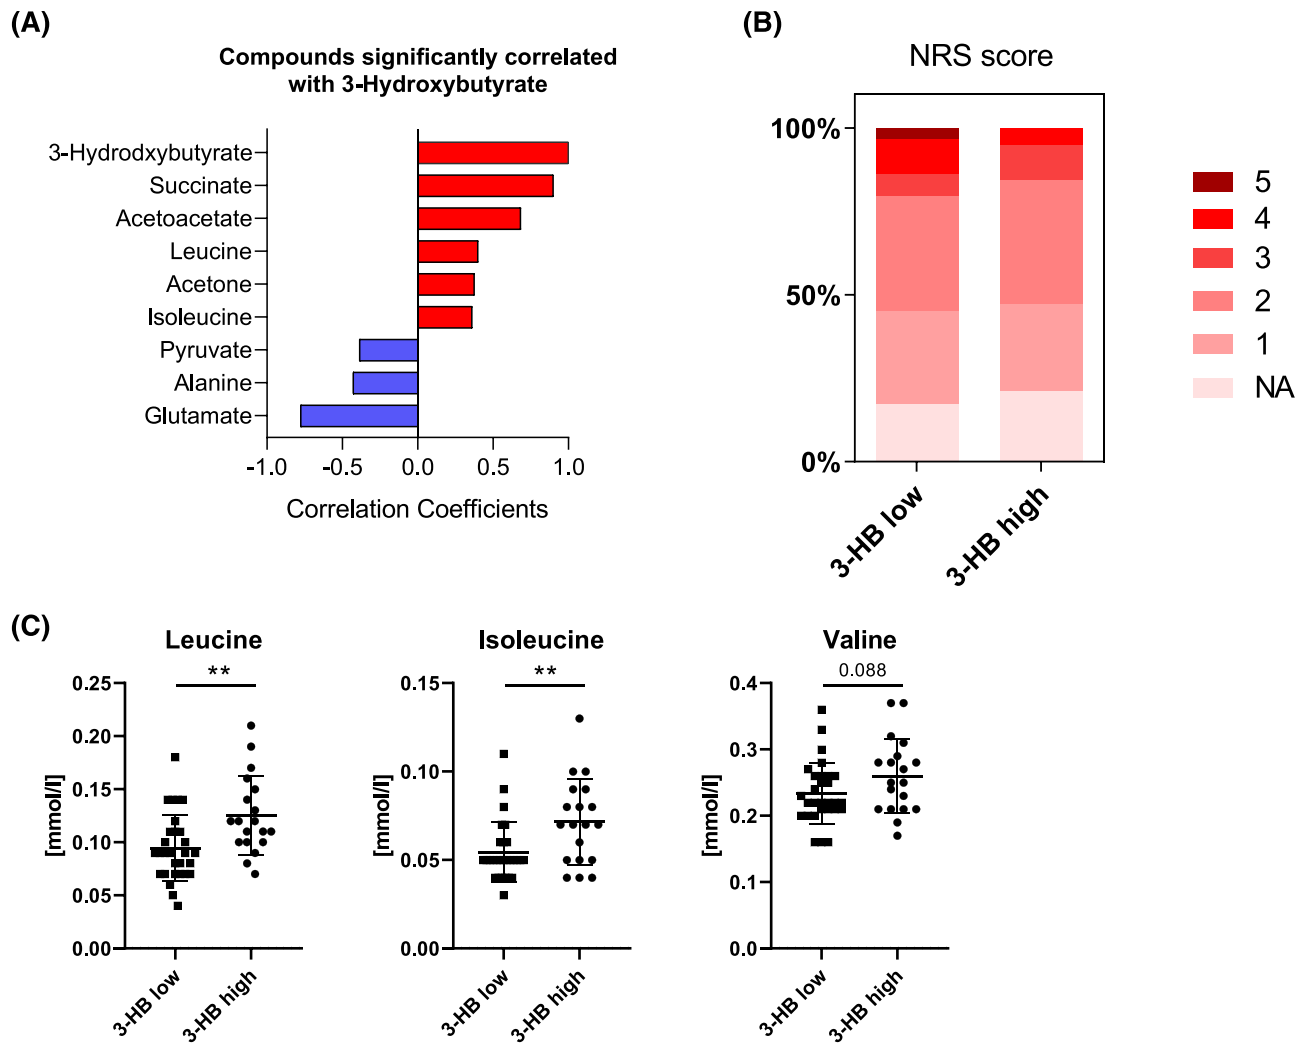 (A)
Compounds significantly correlated
with 3-Hydroxybutyrate
3-Hydrodxybutyrate
Succinate
Acetoacetate
Leucine
Acetone
Isoleucine
Pyruvate
Alanine
Glutamate
-1.0 -0.5 0.0 0.5 1.0
Correlation Coefficients
(B)
NRS score
100%
50%
0%
3-HB low
3-HB high
5
4
3
2
1
NA
(C)
Leucine
**
0.25
0.20
0.15
0.10
0.05
0.00
[mmol/l]
3-HB low
3-HB high
Isoleucine
**
0.15
0.10
0.05
0.00
[mmol/l]
3-HB low
3-HB high
Valine
0.088
0.4
0.3
0.2
0.1
0.0
[mmol/l]
3-HB low
3-HB high